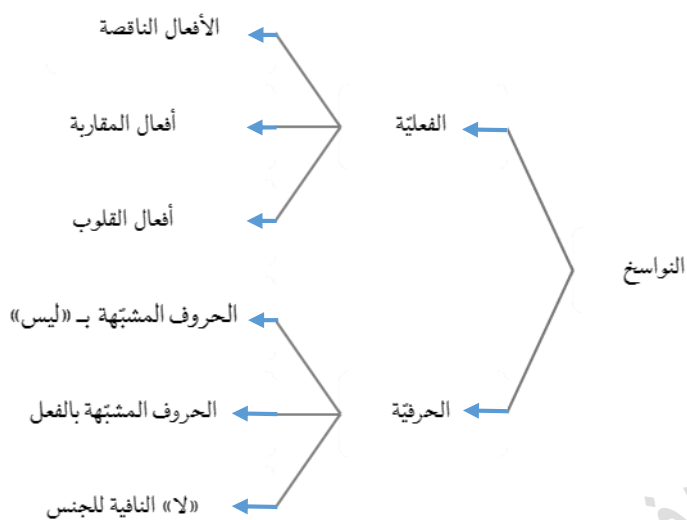 النواسخ
الفعليّة
الأفعال الناقصة
أفعال المقاربة
أفعال القلوب
الحرفيّة
الحروف المشبّهة بـ «ليس»
الحروف المشبّهة بالفعل
«لا» النافية للجنس